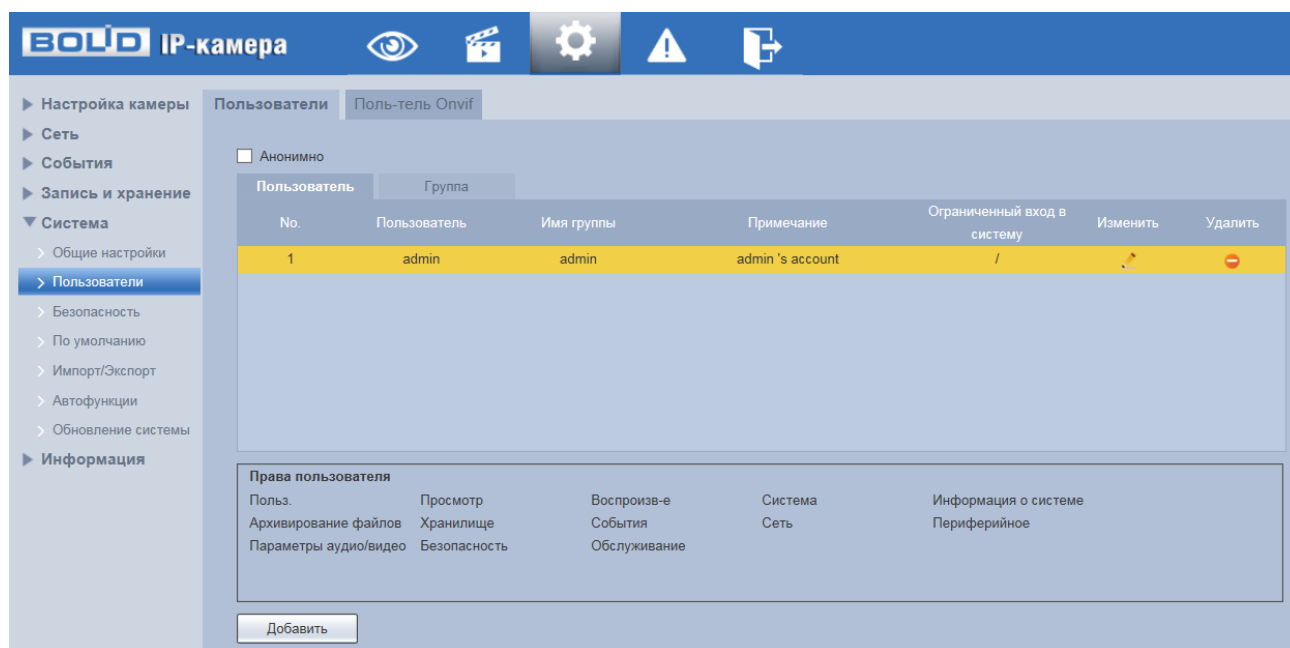 BOLID IP-камера
Настройка камеры
Сеть
События
Запись и хранение
Система
Общие настройки
Пользователи
Безопасность
По умолчанию
Импорт/Экспорт
Автофункции
Обновление системы
Информация
Пользователи Поль-тель Onvif
Анонимно
Пользователь Группа
No. Пользователь Имя группы Примечание Ограниченный вход в систему Изменить Удалить
1 admin admin admin 's account /
Права пользователя
Польз. Просмотр Воспроизв-е Система Информация о системе
Архивирование файлов Хранилище События Сеть Периферийное
Параметры аудио/видео Безопасность Обслуживание
Добавить